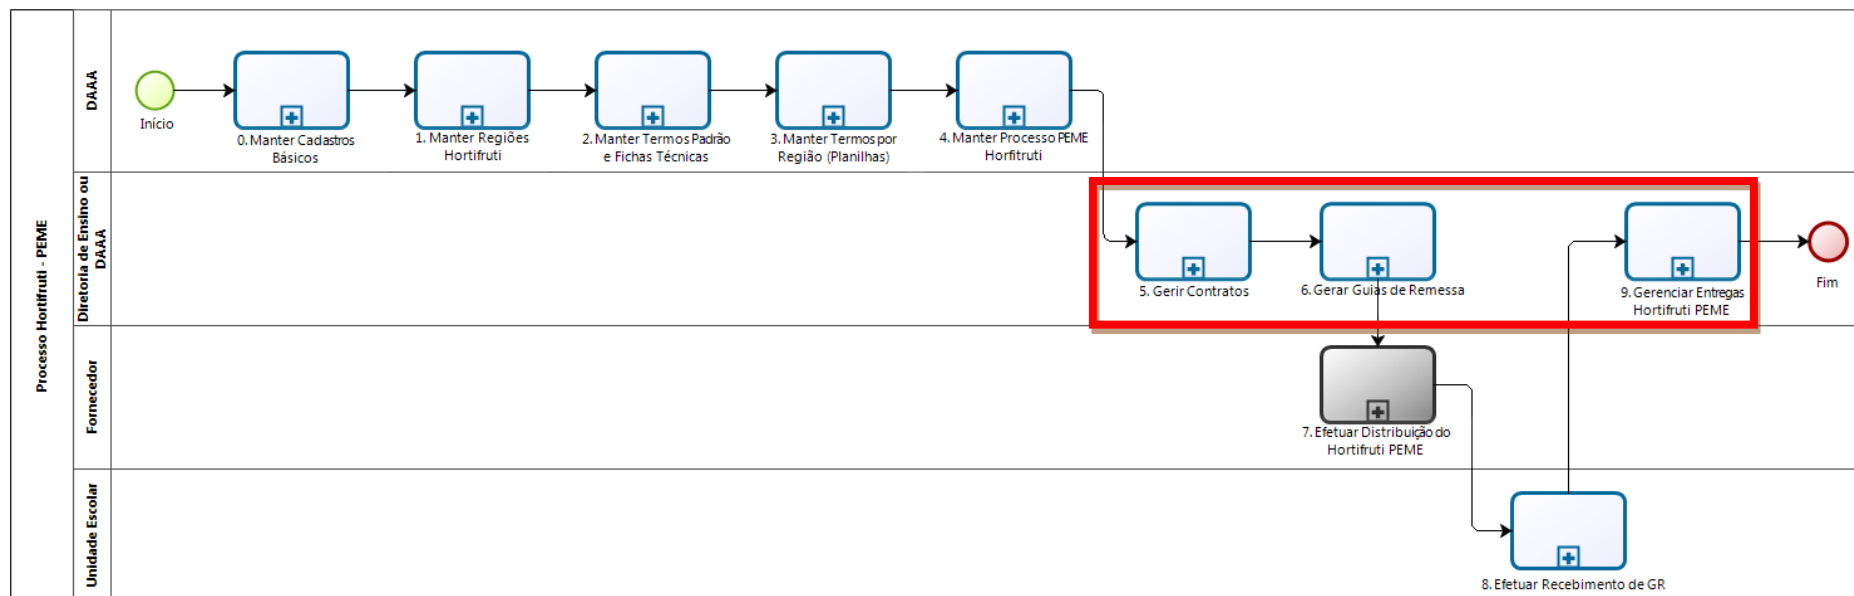 Processo Hortifruti - PEME
DAAA
Início
0. Manter Cadastros
Básicos
1. Manter Regiões
Hortifruti
2. Manter Termos Padrão
e Fichas Técnicas
3. Manter Termos por
Região (Planilhas)
4. Manter Processo PEME
Horfitruti
Diretoria de Ensino ou
DAAA
5. Gerir Contratos
6. Gerar Guias de Remessa
9. Gerenciar Entregas
Hortifruti PEME
Fim
Fornecedor
7. Efetuar Distribuição do
Hortifruti PEME
Unidade Escolar
8. Efetuar Recebimento de GR